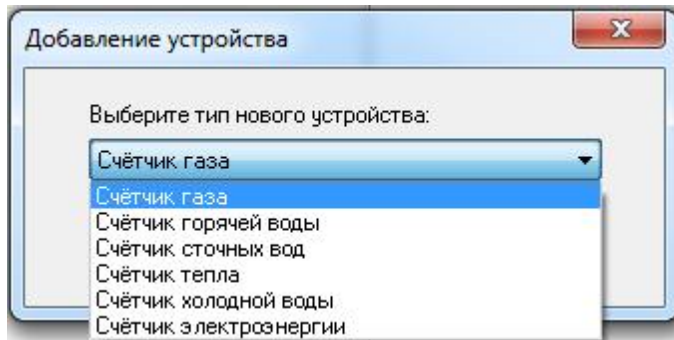 Добавление устройства
Выберите тип нового устройства:
Счётчик газа
Счётчик газа
Счётчик горячей воды
Счётчик сточных вод
Счётчик тепла
Счётчик холодной воды
Счётчик электроэнергии